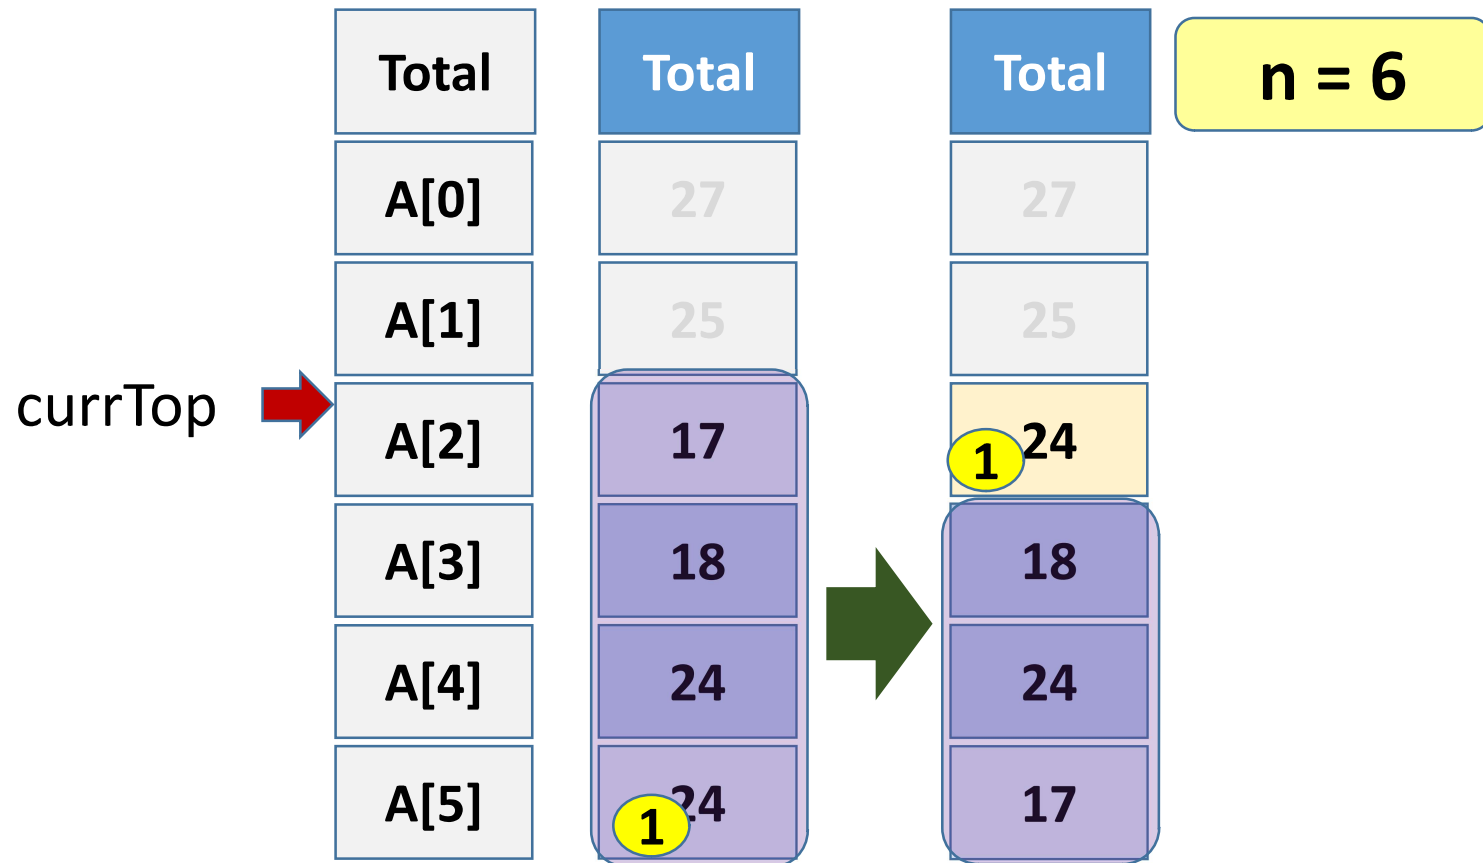 Total Total Total n = 6
A[0] 27 27
A[1] 25 25
currTop A[2] 17 1 24
A[3] 18 18
A[4] 24 24
A[5] 1 24 17